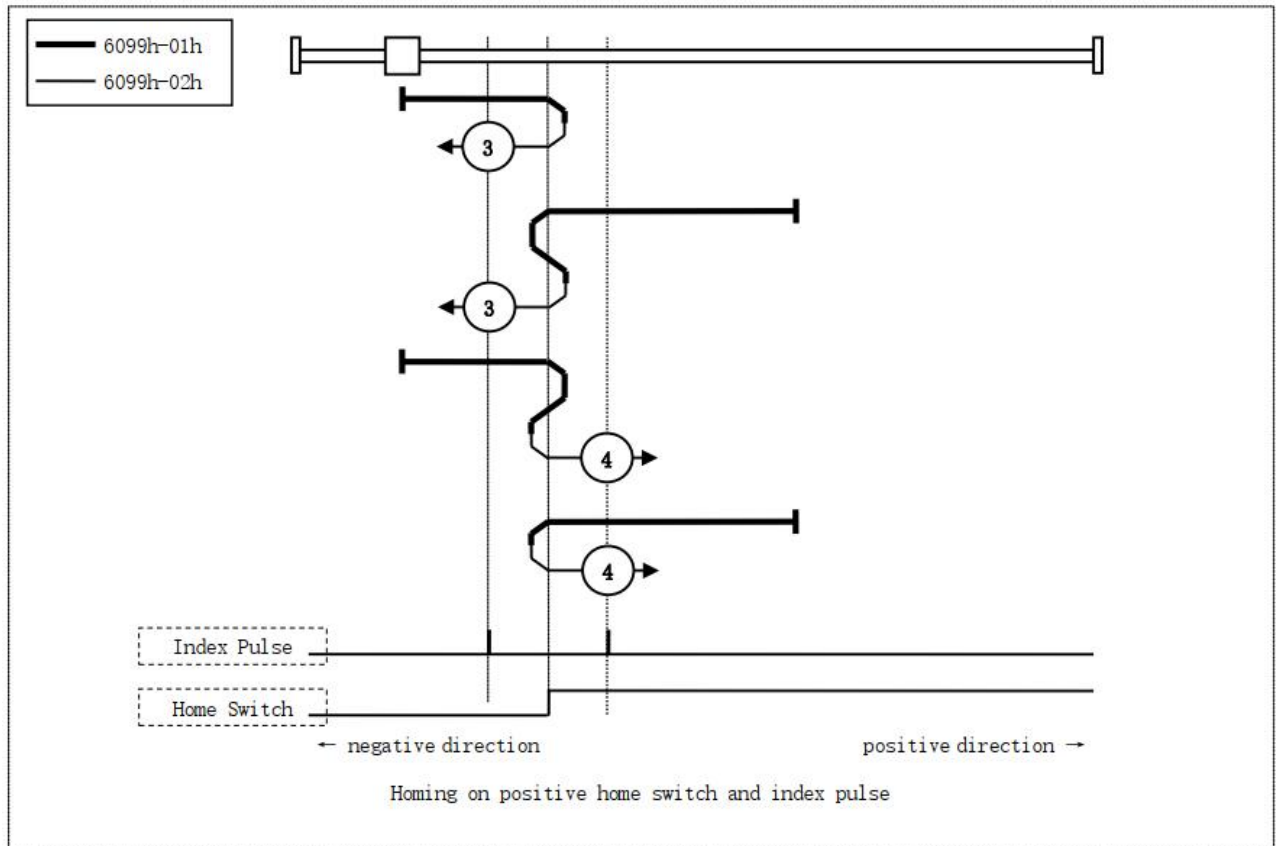 6099h-01h
6099h-02h
3
3
4
4
Index Pulse
Home Switch
← negative direction
positive direction →
Homing on positive home switch and index pulse